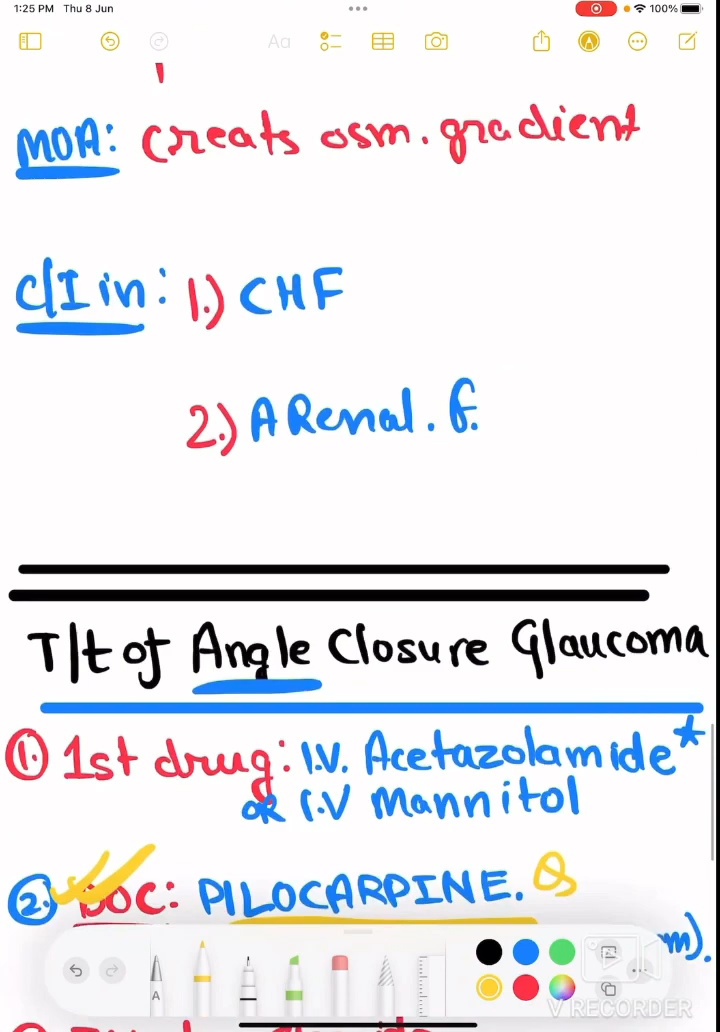 1:25 PM Thu 8 Jun
100%
Aa
MOA: Creats osm. gradient
C/I in: 1.) CHF
2.) A Renal. f.
T/t of Angle Closure Glaucoma
1. 1st drug: I.V. Acetazolamide*
OR I.V Mannitol
2. DOC: PILOCARPINE.
m).
A
V RECORDER